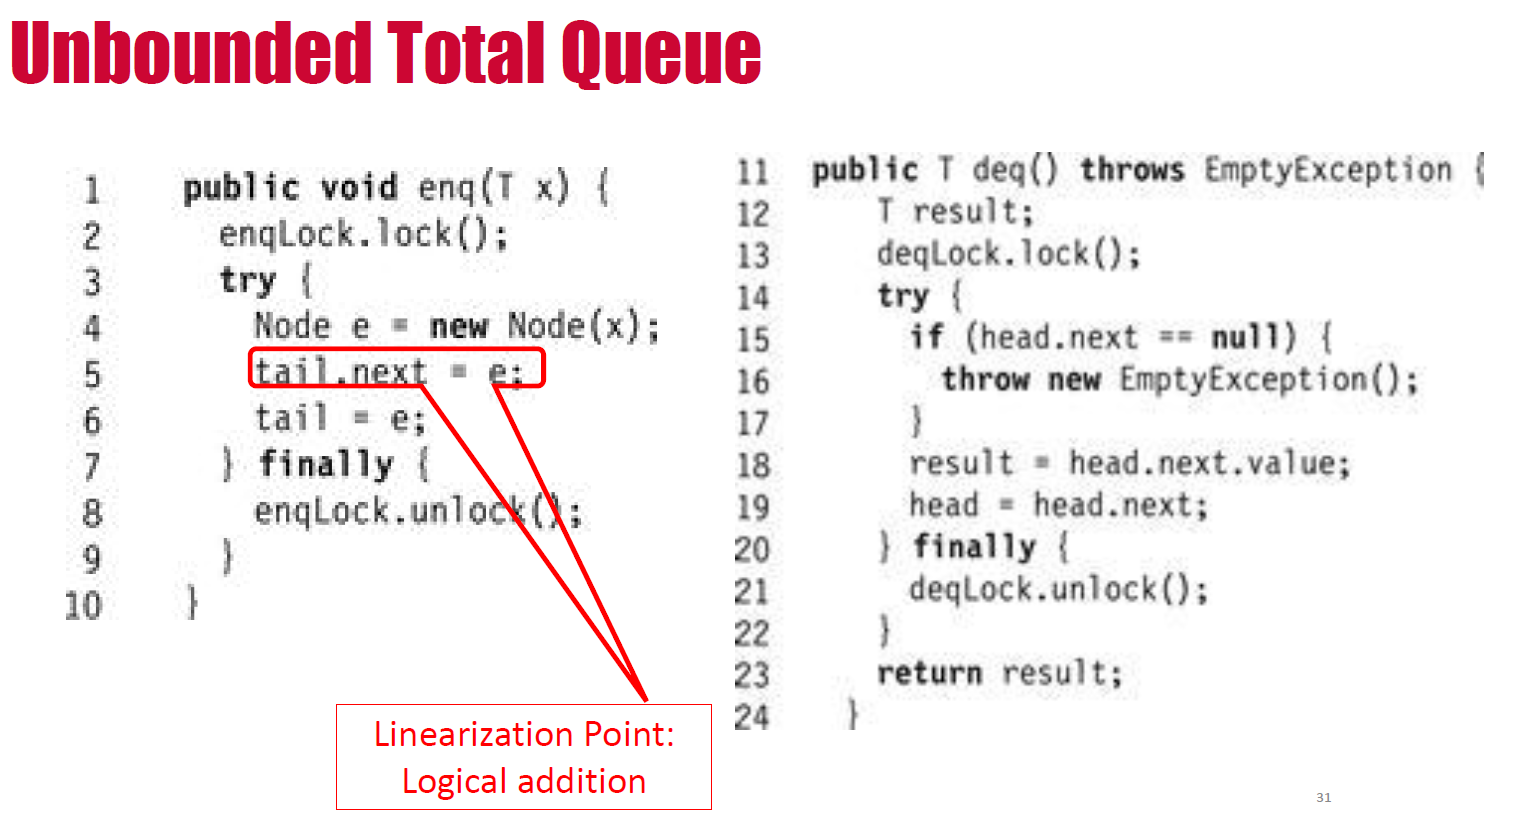 Unbounded Total Queue
1 public void enq(T x) {
2 enqLock.lock();
3 try {
4 Node e = new Node(x);
5 tail.next = e;
6 tail = e;
7 } finally {
8 enqLock.unlock();
9 }
10 }
Linearization Point:
Logical addition
11 public T deq() throws EmptyException {
12 T result;
13 deqLock.lock();
14 try {
15 if (head.next == null) {
16 throw new EmptyException();
17 }
18 result = head.next.value;
19 head = head.next;
20 } finally {
21 deqLock.unlock();
22 }
23 return result;
24 }
31